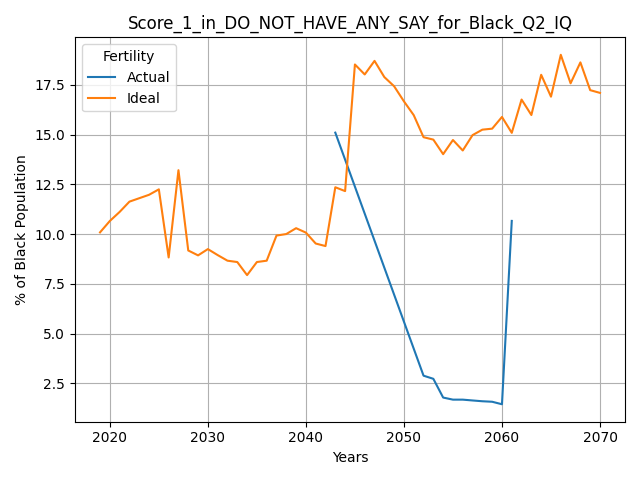 Score_1_in_DO_NOT_HAVE_ANY_SAY_for_Black_Q2_IQ
Fertility
Actual
Ideal
% of Black Population
17.5
15.0
12.5
10.0
7.5
5.0
2.5
2020 2030 2040 2050 2060 2070
Years